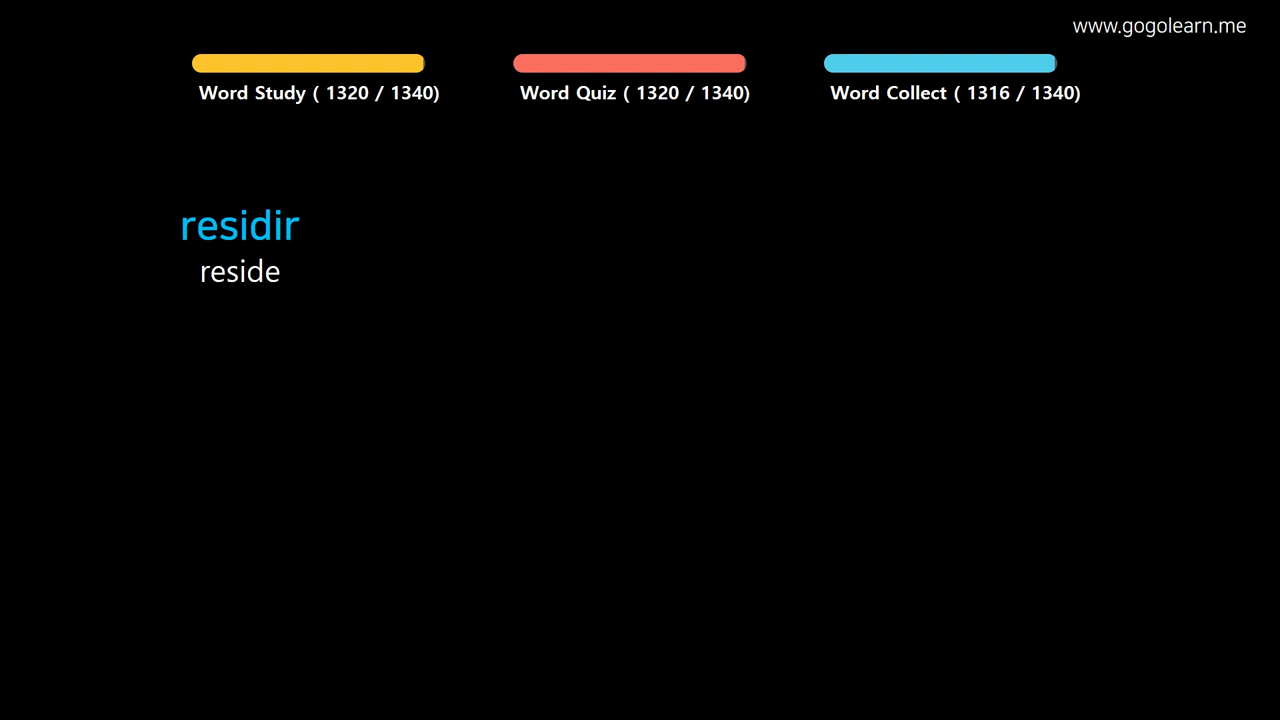 www.gogolearn.me
Word Study ( 1320 / 1340)
Word Quiz ( 1320 / 1340)
Word Collect ( 1316 / 1340)
residir
reside